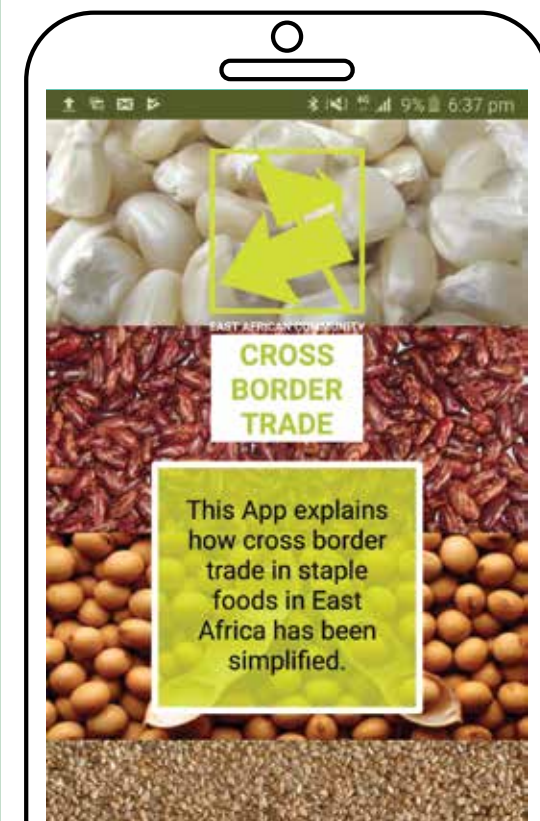 4G 9% 6:37 pm
EAST AFRICAN COMMUNITY
CROSS
BORDER
TRADE
This App explains
how cross border
trade in staple
foods in East
Africa has been
simplified.